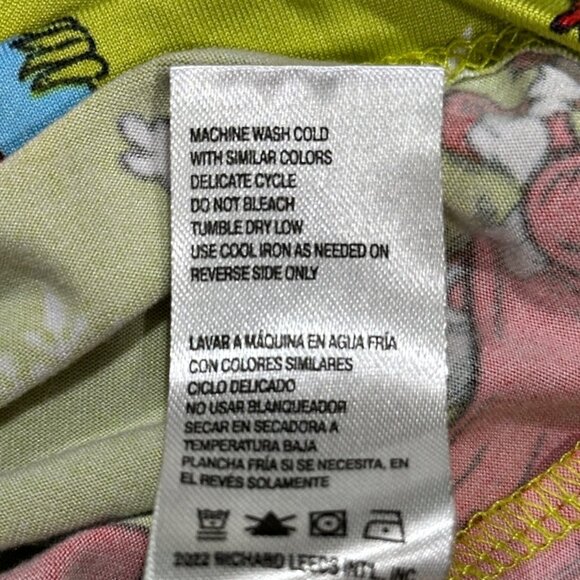 MACHINE WASH COLD
WITH SIMILAR COLORS
DELICATE CYCLE
DO NOT BLEACH
TUMBLE DRY LOW
USE COOL IRON AS NEEDED ON
REVERSE SIDE ONLY
LAVAR A MÁQUINA EN AGUA FRÍA
CON COLORES SIMILARES
CICLO DELICADO
NO USAR BLANQUEADOR
SECAR EN SECADORA A
TEMPERATURA BAJA
PLANCHA FRÍA SI SE NECESITA, EN
EL REVÉS SOLAMENTE
2022 RICHARD LEEDS INT'L., INC.